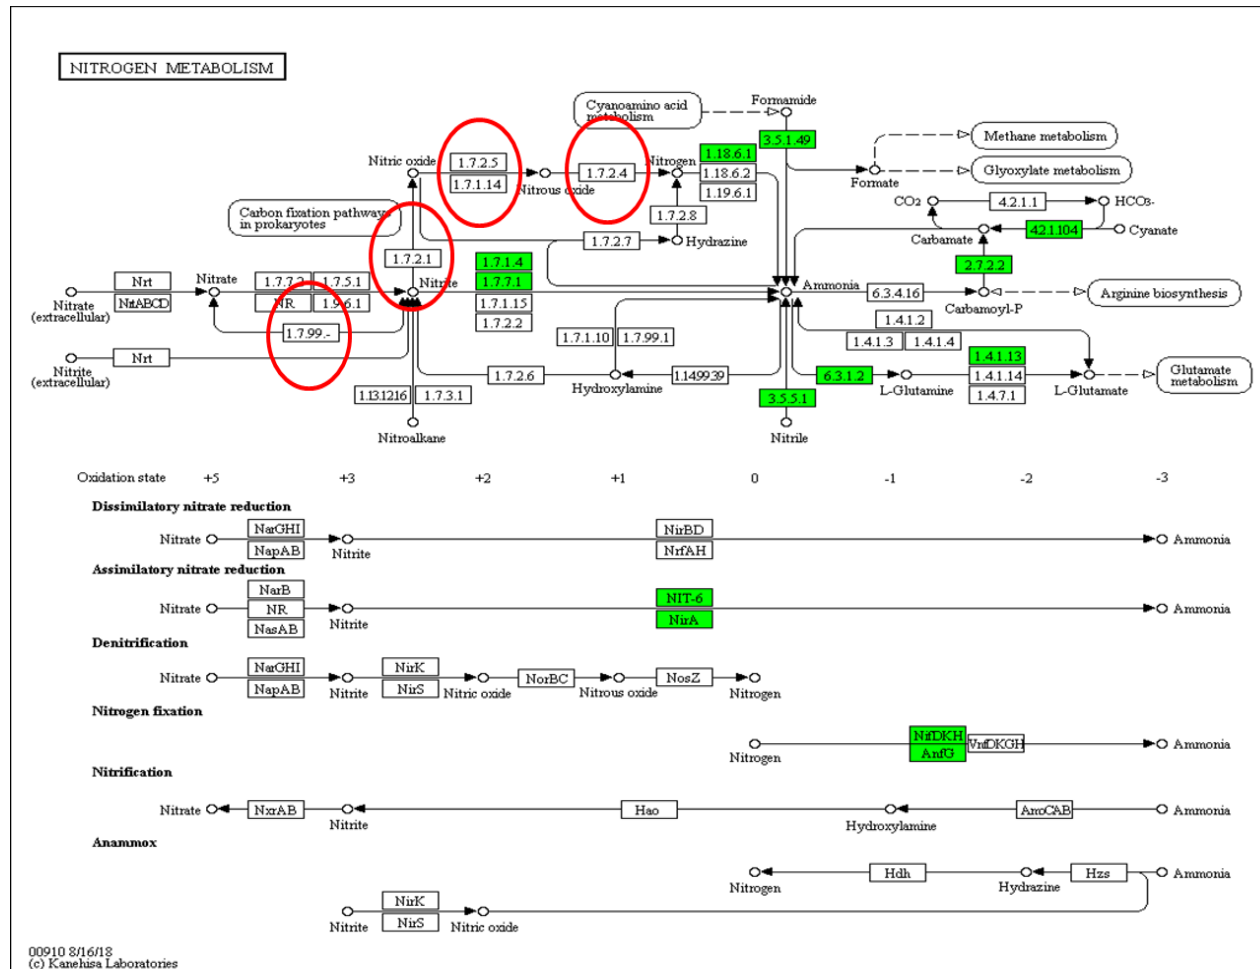 NITROGEN METABOLISM
Cyanoamino acid
metabolism
Formamide
3.5.1.49
Methane metabolism
Glyoxylate metabolism
Formate
Nitric oxide
1.7.2.5
1.7.1.14
Nitrous oxide
1.7.2.4
Nitrogen
1.18.6.1
1.18.6.2
1.19.6.1
Carbon fixation pathways
in prokaryotes
1.7.2.8
Hydrazine
1.7.2.7
1.7.2.1
CO2
4.2.1.1
HCO3-
Carbamate
4.2.1.104
Cyanate
2.7.2.2
Nrt
NrtABCD
Nitrate
(extracellular)
Nitrate
1.7.5.1
NR
1.9.6.1
1.7.99.-
Nitrite
1.7.1.4
1.7.7.1
1.7.1.15
1.7.2.2
Ammonia
6.3.4.16
Carbamoyl-P
Arginine biosynthesis
Nrt
Nitrite
(extracellular)
1.7.1.10
1.7.99.1
1.4.1.2
1.4.1.3
1.4.1.4
1.7.2.6
Hydroxylamine
1.14.99.39
6.3.1.2
L-Glutamine
1.4.1.13
1.4.1.14
1.4.7.1
L-Glutamate
Glutamate
metabolism
1.13.12.16
1.7.3.1
Nitroalkane
3.5.5.1
Nitrile
Oxidation state +5 +3 +2 +1 0 -1 -2 -3
Dissimilatory nitrate reduction
Nitrate
NarGHI
NapAB
Nitrite
NirBD
NrfAH
Ammonia
Assimilatory nitrate reduction
Nitrate
NarB
NR
NasAB
Nitrite
NIT-6
NirA
Ammonia
Denitrification
Nitrate
NarGHI
NapAB
Nitrite
NirK
NirS
Nitric oxide
NorBC
Nitrous oxide
NosZ
Nitrogen
Nitrogen fixation
Nitrogen
NifDKH
AnfG
VnfDKGH
Ammonia
Nitrification
Nitrate
NxrAB
Nitrite
Hao
Hydroxylamine
AmoCAB
Ammonia
Anammox
Nitrogen
Hdh
Hydrazine
Hzs
Ammonia
Nitrite
NirK
NirS
Nitric oxide
00910 8/16/18
(c) Kanehisa Laboratories